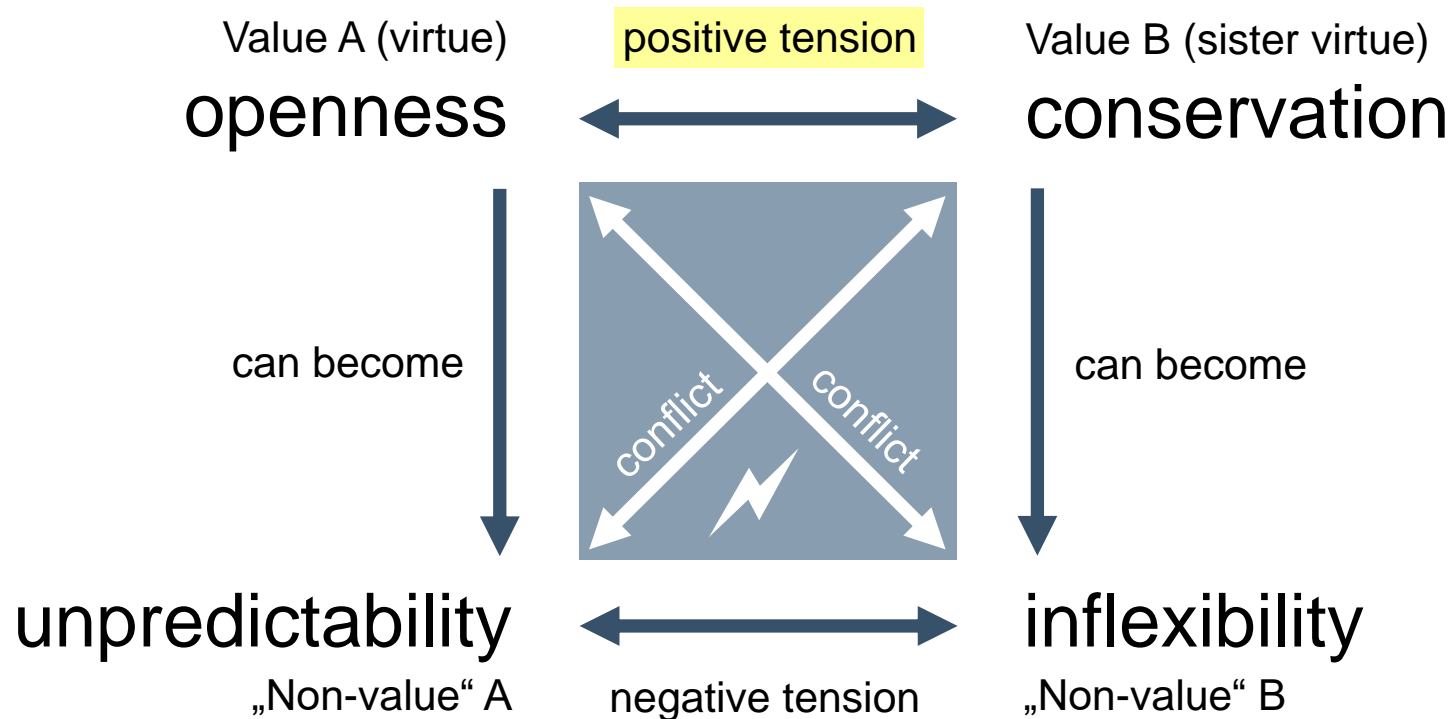 Value A (virtue)
positive tension
Value B (sister virtue)
openness
conservation
can become
conflict
conflict
can become
unpredictability
inflexibility
„Non-value“ A
negative tension
„Non-value“ B